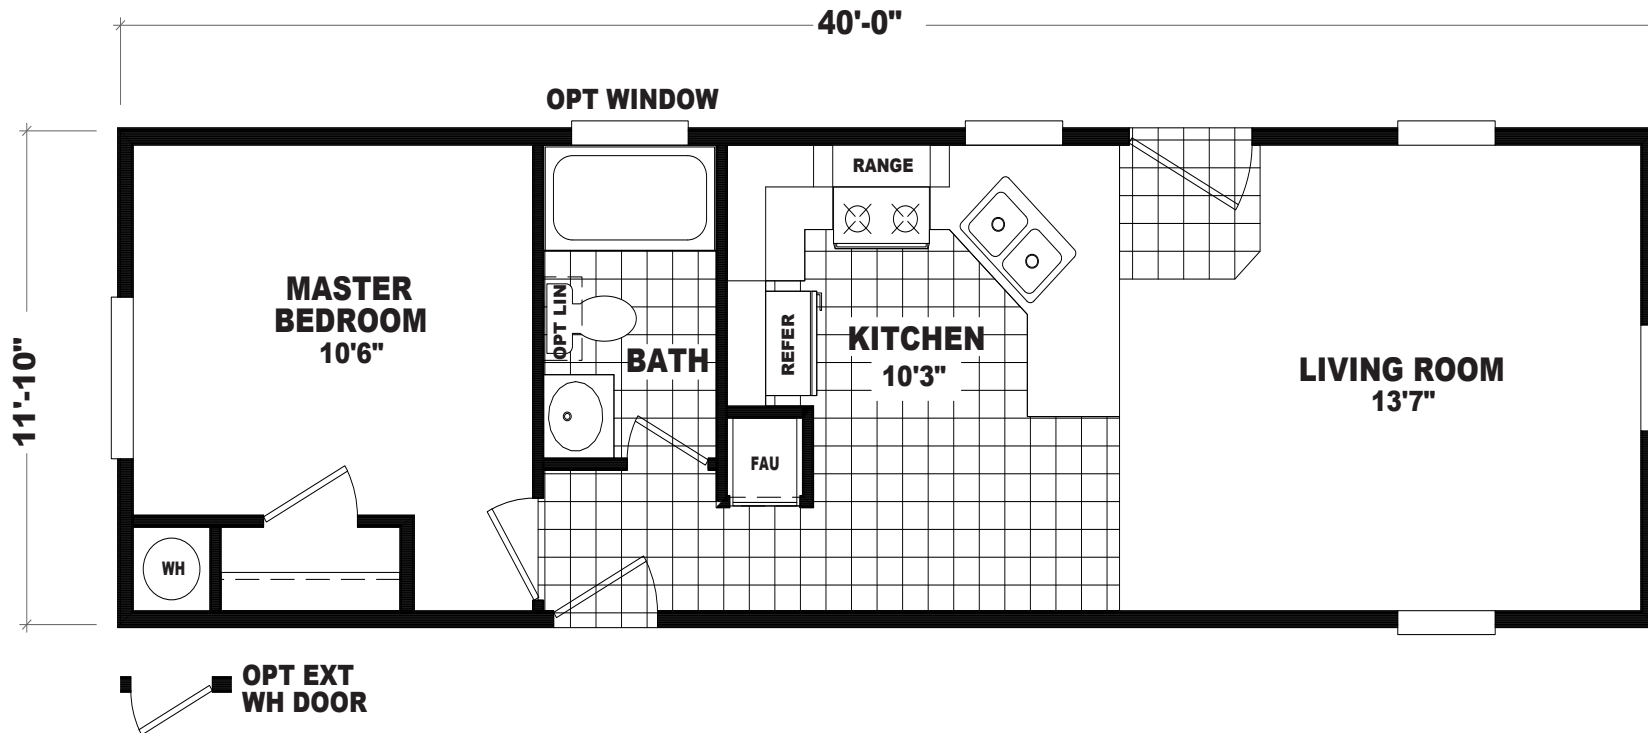 40'-0"
OPT WINDOW
RANGE
MASTER
BEDROOM
10'6"
OPT LIN
BATH
REFER
KITCHEN
10'3"
LIVING ROOM
13'7"
11'-10"
FAU
WH
OPT EXT
WH DOOR